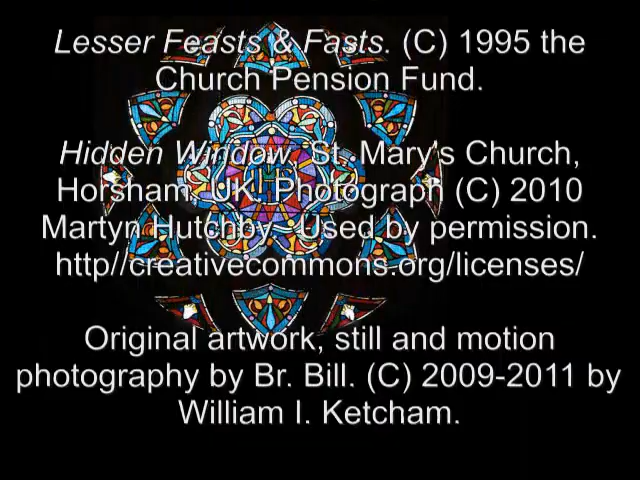 Lesser Feasts & Fasts. (C) 1995 the
Church Pension Fund.
Hidden Window. St. Mary's Church,
Horsham, UK. Photograph (C) 2010
Martyn Hutchby. Used by permission.
http//creativecommons.org/licenses/
Original artwork, still and motion
photography by Br. Bill. (C) 2009-2011 by
William I. Ketcham.